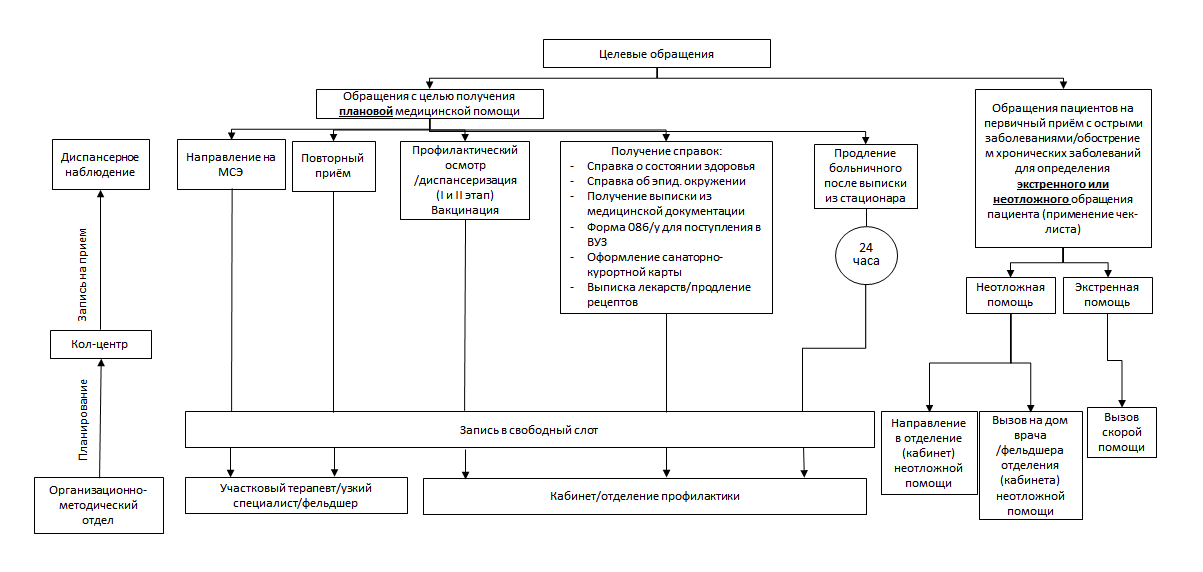 Целевые обращения
Обращения с целью получения
плановой медицинской помощи
Обращения пациентов на
первичный приём с острыми
заболеваниями/обострение
м хронических заболеваний
для определения
экстренного или
неотложного обращения
пациента (применение чек-
листа)
Диспансерное
наблюдение
Направление на
МСЭ
Повторный
приём
Профилактический
осмотр
/диспансеризация
(I и II этап)
Вакцинация
Получение справок:
- Справка о состоянии здоровья
- Справка об эпид. окружении
- Получение выписки из
медицинской документации
- Форма 086/у для поступления в
ВУЗ
- Оформление санаторно-
курортной карты
- Выписка лекарств/продление
рецептов
Продление
больничного
после выписки
из стационара
24
часа
Неотложная
помощь
Экстренная
помощь
Запись на прием
Кол-центр
Планирование
Организационно-
методический
отдел
Запись в свободный слот
Участковый терапевт/узкий
специалист/фельдшер
Кабинет/отделение профилактики
Направление
в отделение
(кабинет)
неотложной
помощи
Вызов на дом
врача
/фельдшера
отделения
(кабинета)
неотложной
помощи
Вызов
скорой
помощи